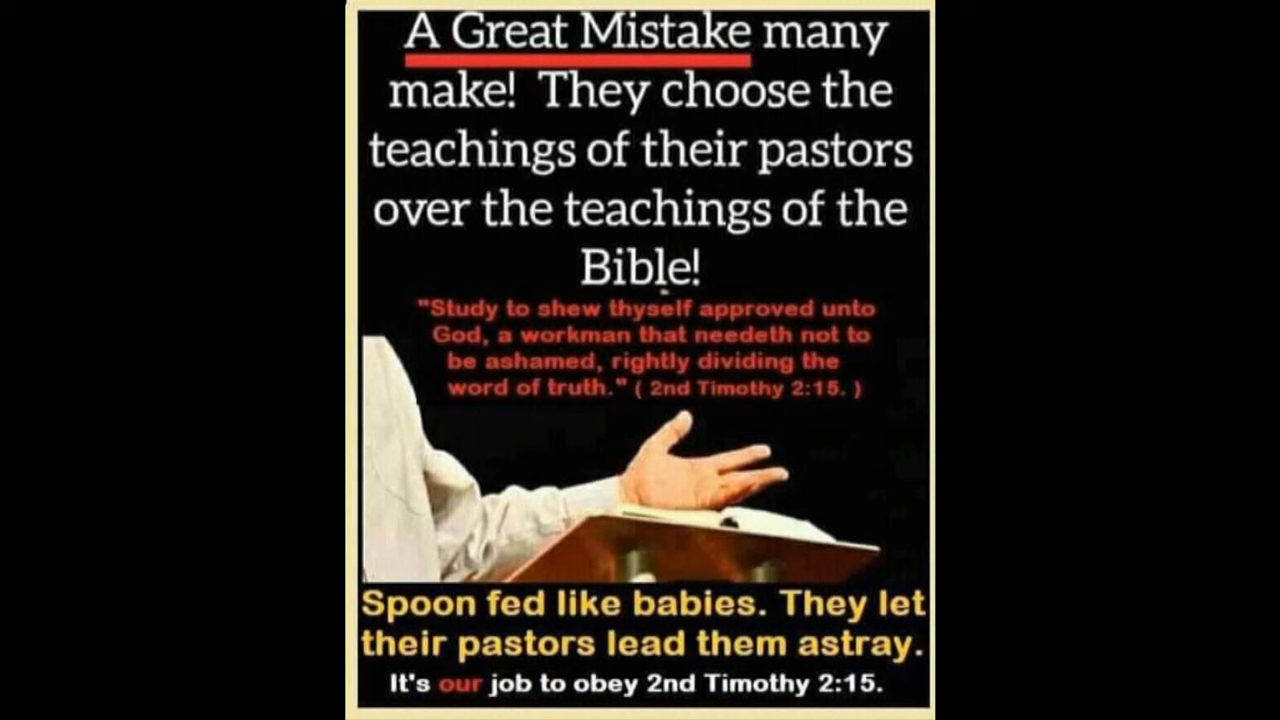 A Great Mistake many
make! They choose the
teachings of their pastors
over the teachings of the
Bible!
"Study to shew thyself approved unto
God, a workman that needeth not to
be ashamed, rightly dividing the
word of truth." ( 2nd Timothy 2:15. )
Spoon fed like babies. They let
their pastors lead them astray.
It's our job to obey 2nd Timothy 2:15.